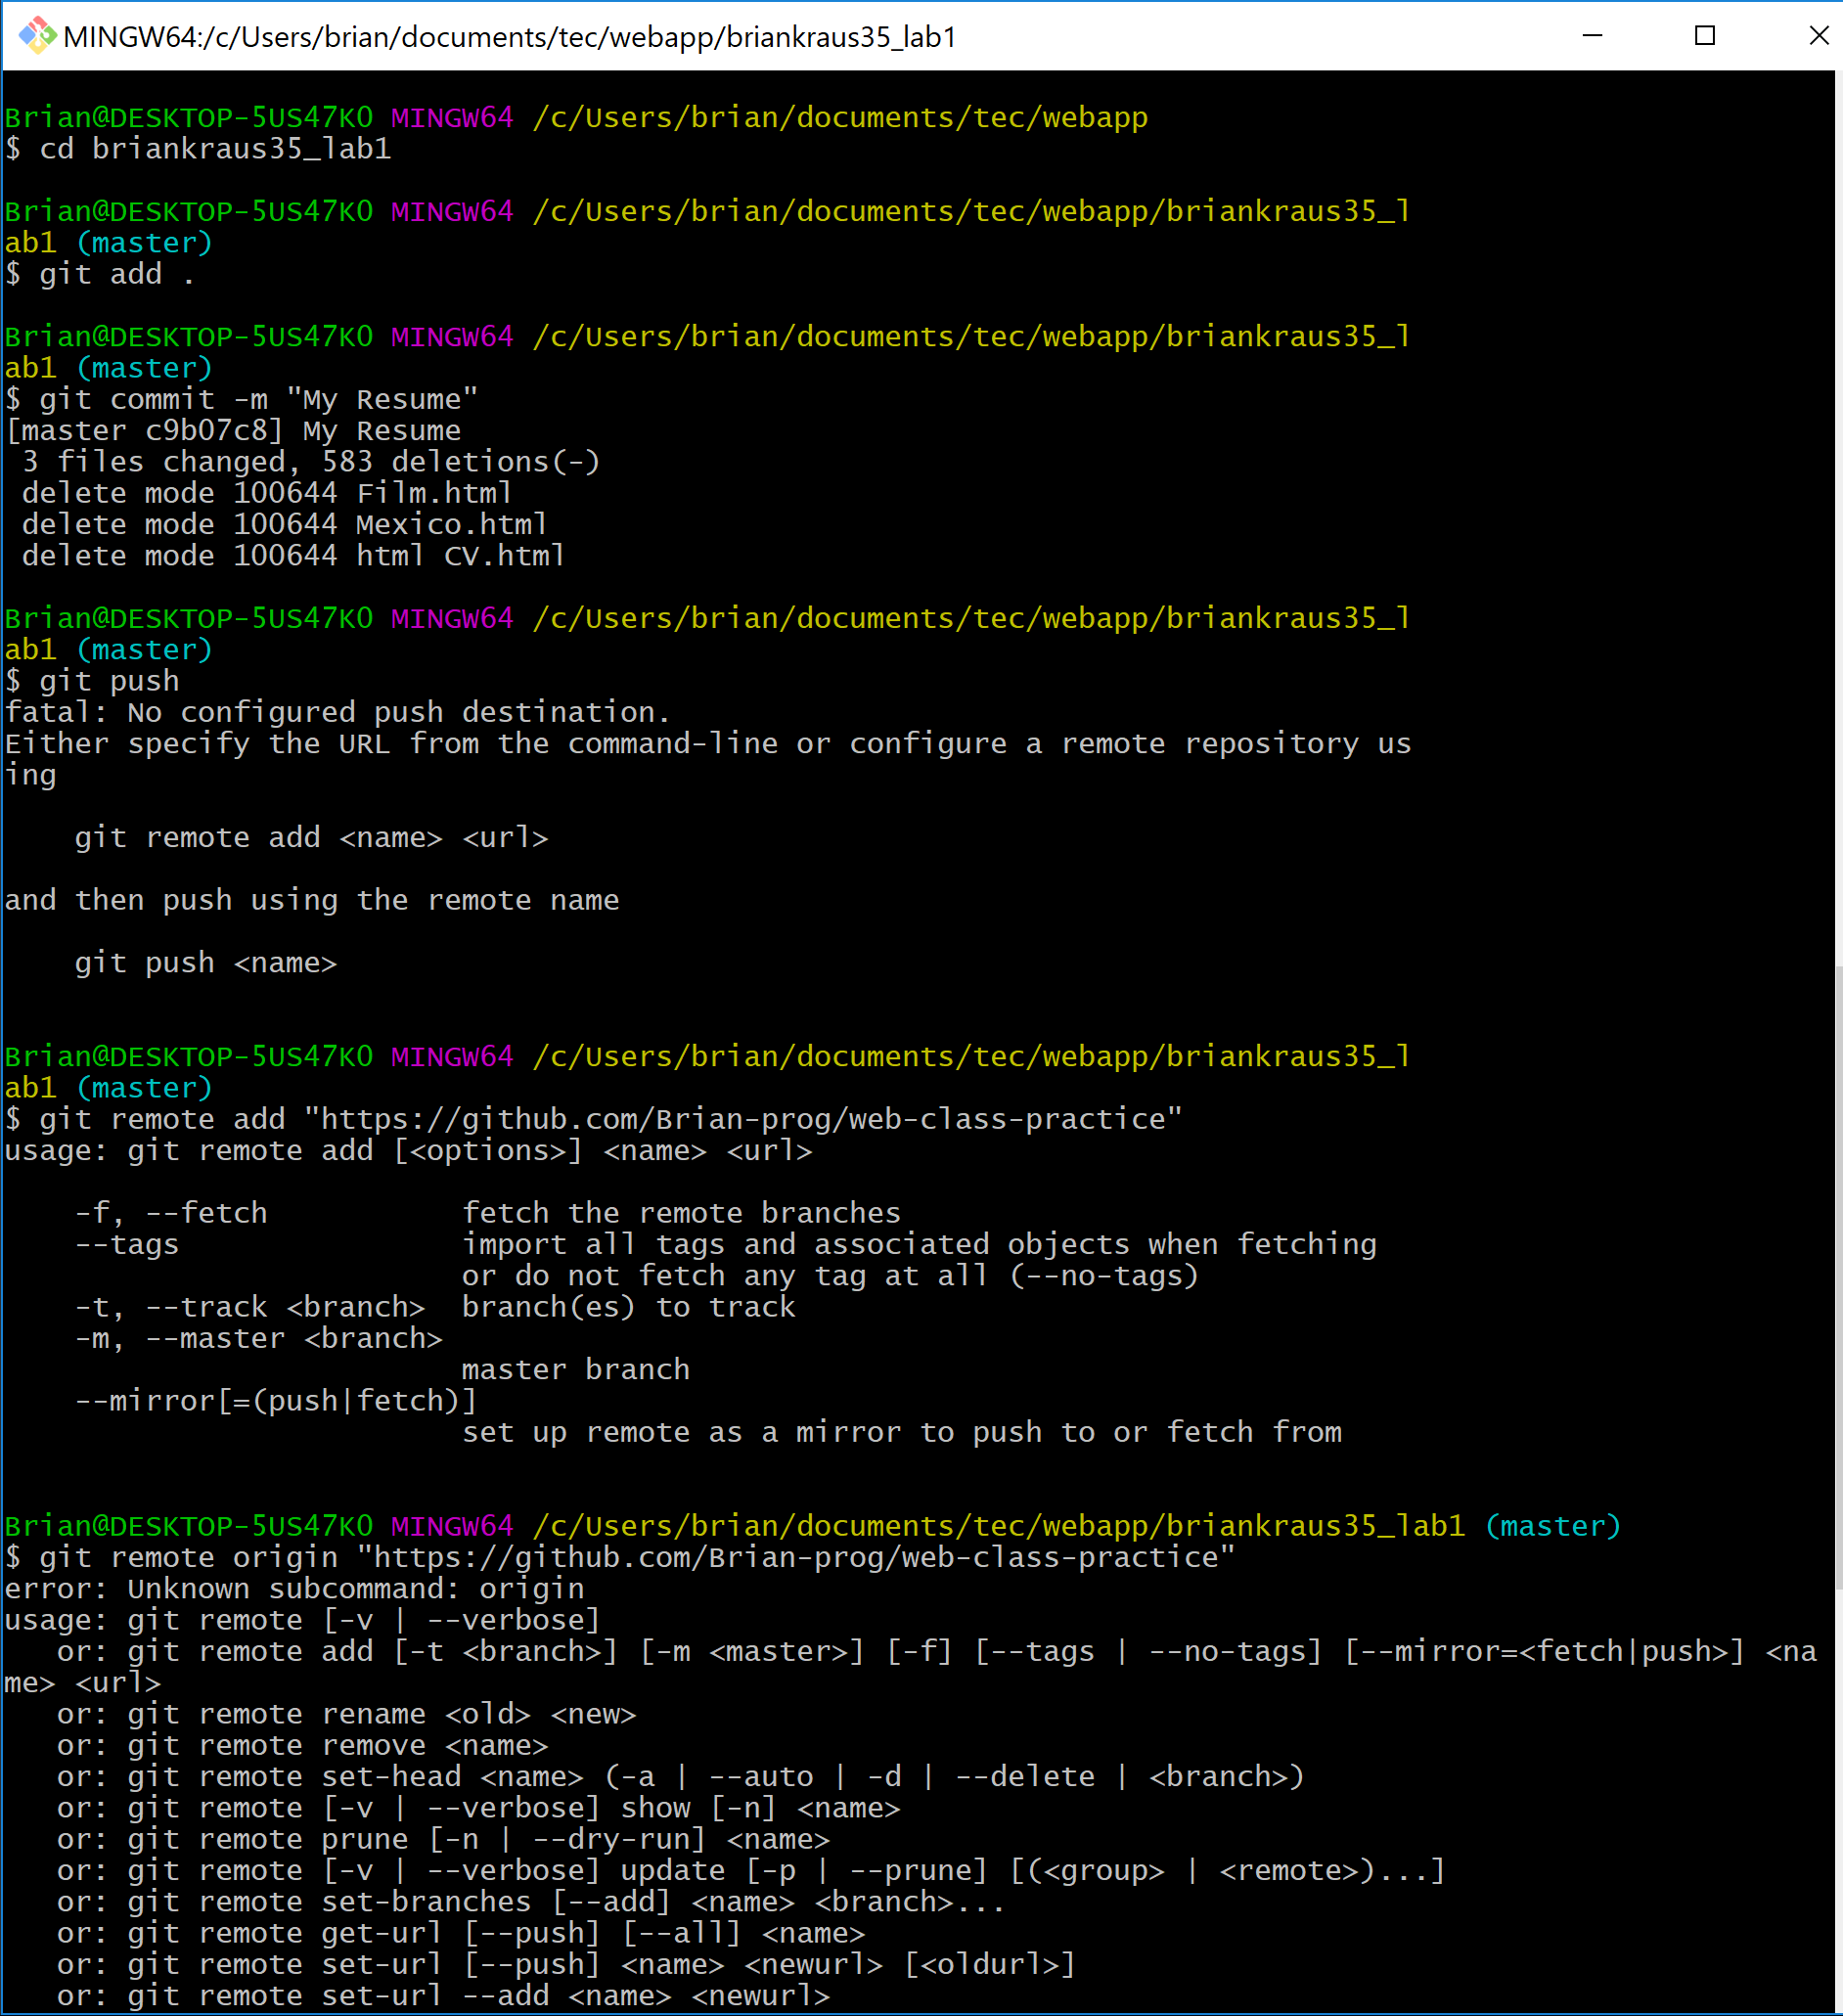 MINGW64:/c/Users/brian/documents/tec/webapp/briankraus35_lab1
Brian@DESKTOP-5US47K0 MINGW64 /c/Users/brian/documents/tec/webapp
$ cd briankraus35_lab1
Brian@DESKTOP-5US47K0 MINGW64 /c/Users/brian/documents/tec/webapp/briankraus35_l
ab1 (master)
$ git add .
Brian@DESKTOP-5US47K0 MINGW64 /c/Users/brian/documents/tec/webapp/briankraus35_l
ab1 (master)
$ git commit -m "My Resume"
[master c9b07c8] My Resume
 3 files changed, 583 deletions(-)
 delete mode 100644 Film.html
 delete mode 100644 Mexico.html
 delete mode 100644 html CV.html
Brian@DESKTOP-5US47K0 MINGW64 /c/Users/brian/documents/tec/webapp/briankraus35_l
ab1 (master)
$ git push
fatal: No configured push destination.
Either specify the URL from the command-line or configure a remote repository us
ing
    git remote add <name> <url>
and then push using the remote name
    git push <name>
Brian@DESKTOP-5US47K0 MINGW64 /c/Users/brian/documents/tec/webapp/briankraus35_l
ab1 (master)
$ git remote add "https://github.com/Brian-prog/web-class-practice"
usage: git remote add [<options>] <name> <url>
    -f, --fetch           fetch the remote branches
    --tags                import all tags and associated objects when fetching
                          or do not fetch any tag at all (--no-tags)
    -t, --track <branch>  branch(es) to track
    -m, --master <branch>
                          master branch
    --mirror[=(push|fetch)]
                          set up remote as a mirror to push to or fetch from
Brian@DESKTOP-5US47K0 MINGW64 /c/Users/brian/documents/tec/webapp/briankraus35_lab1 (master)
$ git remote origin "https://github.com/Brian-prog/web-class-practice"
error: Unknown subcommand: origin
usage: git remote [-v | --verbose]
   or: git remote add [-t <branch>] [-m <master>] [-f] [--tags | --no-tags] [--mirror=<fetch|push>] <na
me> <url>
   or: git remote rename <old> <new>
   or: git remote remove <name>
   or: git remote set-head <name> (-a | --auto | -d | --delete | <branch>)
   or: git remote [-v | --verbose] show [-n] <name>
   or: git remote prune [-n | --dry-run] <name>
   or: git remote [-v | --verbose] update [-p | --prune] [(<group> | <remote>)...]
   or: git remote set-branches [--add] <name> <branch>...
   or: git remote get-url [--push] [--all] <name>
   or: git remote set-url [--push] <name> <newurl> [<oldurl>]
   or: git remote set-url --add <name> <newurl>